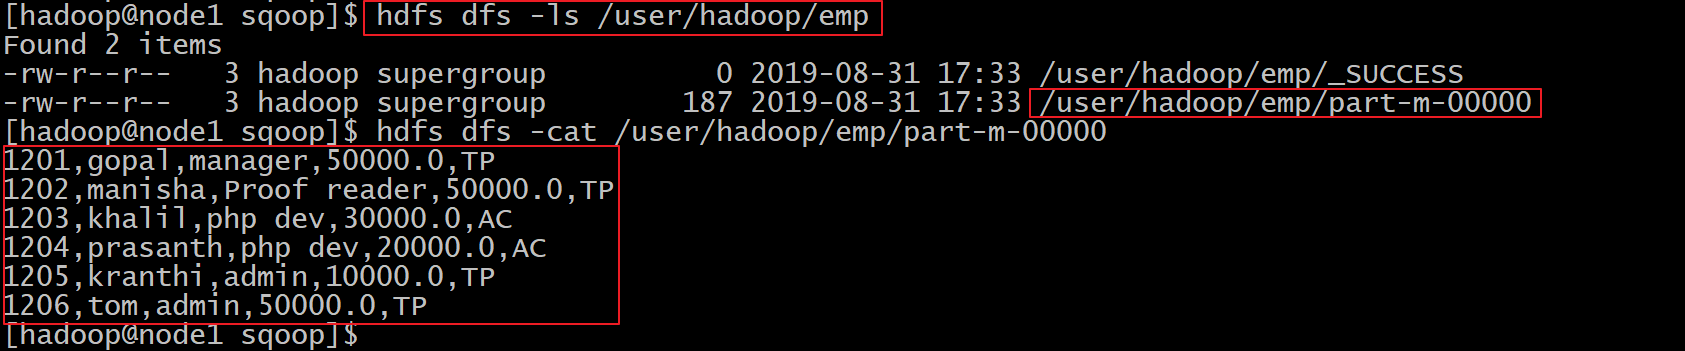 [hadoop@node1 sqoop]$ hdfs dfs -ls /user/hadoop/emp
Found 2 items
-rw-r--r--   3 hadoop supergroup          0 2019-08-31 17:33 /user/hadoop/emp/_SUCCESS
-rw-r--r--   3 hadoop supergroup        187 2019-08-31 17:33 /user/hadoop/emp/part-m-00000
[hadoop@node1 sqoop]$ hdfs dfs -cat /user/hadoop/emp/part-m-00000
1201,gopal,manager,50000.0,TP
1202,manisha,Proof reader,50000.0,TP
1203,khalil,php dev,30000.0,AC
1204,prasanth,php dev,20000.0,AC
1205,kranthi,admin,10000.0,TP
1206,tom,admin,50000.0,TP
[hadoop@node1 sqoop]$